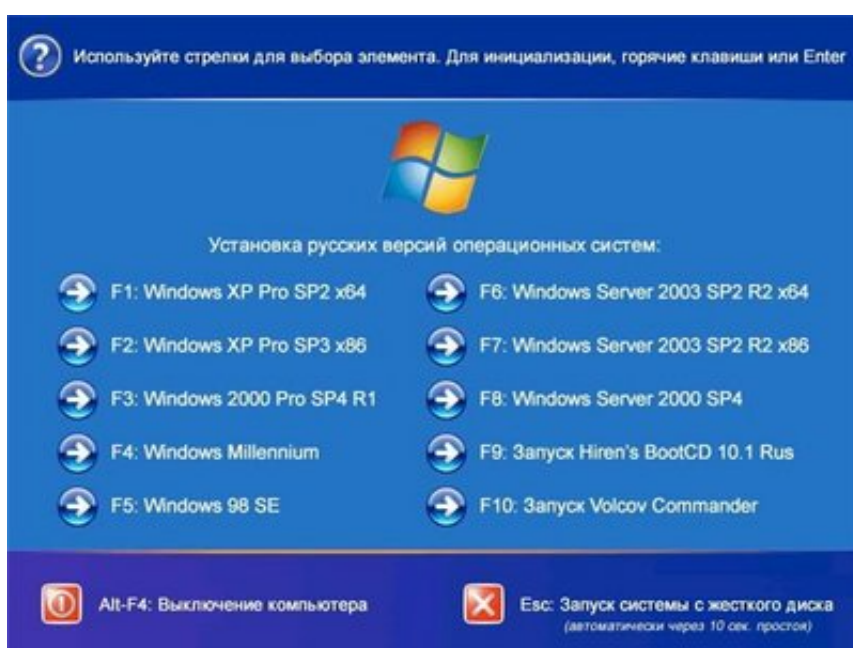 Используйте стрелки для выбора элемента. Для инициализации, горячие клавиши или Enter
Установка русских версий операционных систем:
F1: Windows XP Pro SP2 x64
F2: Windows XP Pro SP3 x86
F3: Windows 2000 Pro SP4 R1
F4: Windows Millennium
F5: Windows 98 SE
F6: Windows Server 2003 SP2 R2 x64
F7: Windows Server 2003 SP2 R2 x86
F8: Windows Server 2000 SP4
F9: Запуск Hiren's BootCD 10.1 Rus
F10: Запуск Volcov Commander
Alt-F4: Выключение компьютера
Esc: Запуск системы с жесткого диска
(автоматически через 10 сек. простоя)